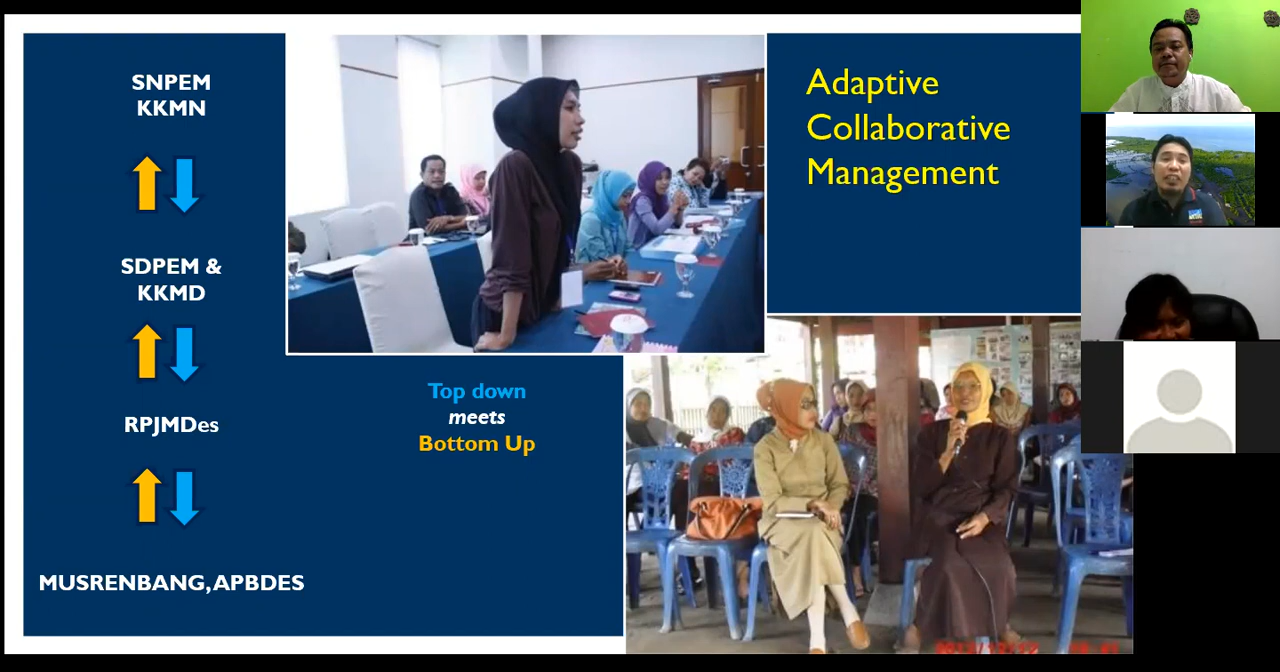 SNPEM
KKMN
SDPEM &
KKMD
RPJMDes
MUSRENBANG, APBDES
Top down
meets
Bottom Up
Adaptive
Collaborative
Management